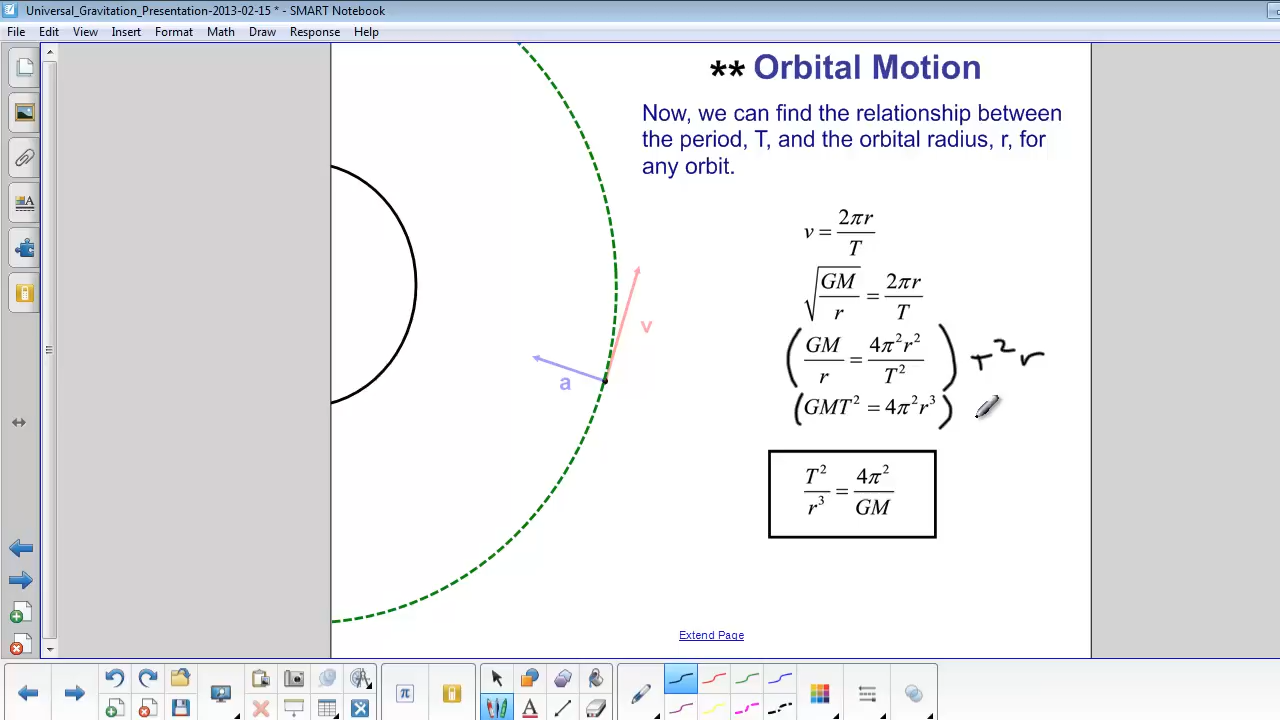 Universal_Gravitation_Presentation-2013-02-15 * - SMART Notebook
File Edit View Insert Format Math Draw Response Help
** Orbital Motion
Now, we can find the relationship between
the period, T, and the orbital radius, r, for
any orbit.
v = 2πr/T
√(GM/r) = 2πr/T
(GM/r = 4π²r²/T²) T²r
(GMT² = 4π²r³)
T²/r³ = 4π²/GM
v
a
Extend Page
π
A